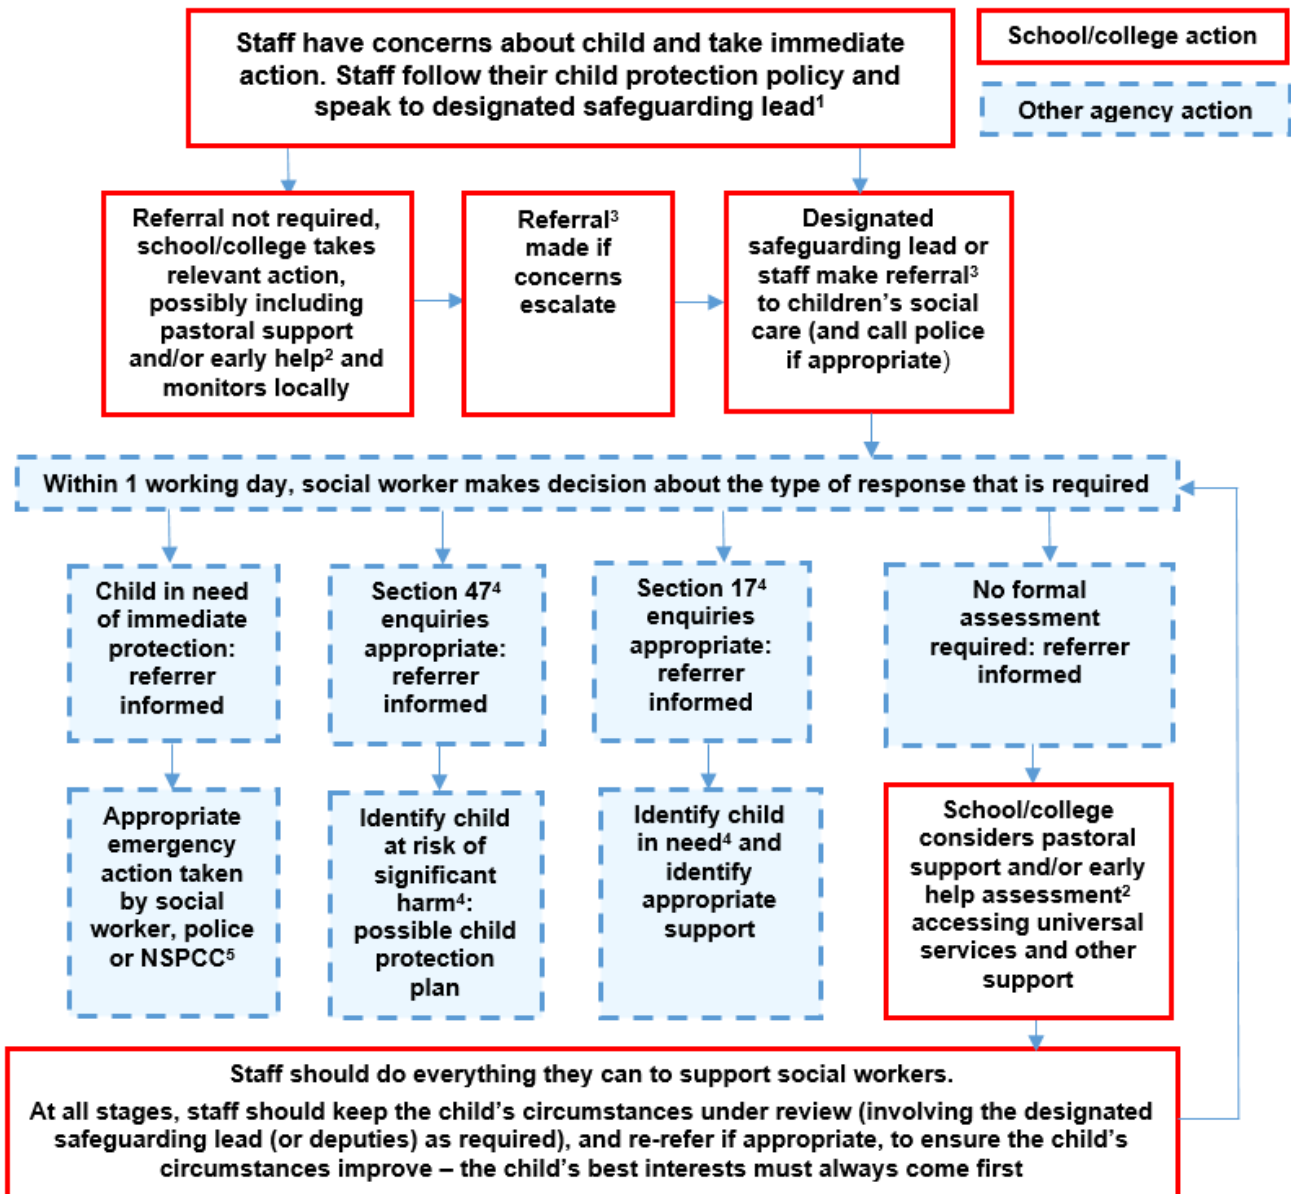 Staff have concerns about child and take immediate
action. Staff follow their child protection policy and
speak to designated safeguarding lead¹
School/college action
Other agency action
Referral not required,
school/college takes
relevant action,
possibly including
pastoral support
and/or early help² and
monitors locally
Referral³
made if
concerns
escalate
Designated
safeguarding lead or
staff make referral³
to children's social
care (and call police
if appropriate)
Within 1 working day, social worker makes decision about the type of response that is required
Child in need
of immediate
protection:
referrer
informed
Section 47⁴
enquiries
appropriate:
referrer
informed
Section 17⁴
enquiries
appropriate:
referrer
informed
No formal
assessment
required: referrer
informed
Appropriate
emergency
action taken
by social
worker, police
or NSPCC⁵
Identify child
at risk of
significant
harm⁴:
possible child
protection
plan
Identify child
in need⁴ and
identify
appropriate
support
School/college
considers pastoral
support and/or early
help assessment²
accessing universal
services and other
support
Staff should do everything they can to support social workers.
At all stages, staff should keep the child's circumstances under review (involving the designated
safeguarding lead (or deputies) as required), and re-refer if appropriate, to ensure the child's
circumstances improve – the child's best interests must always come first